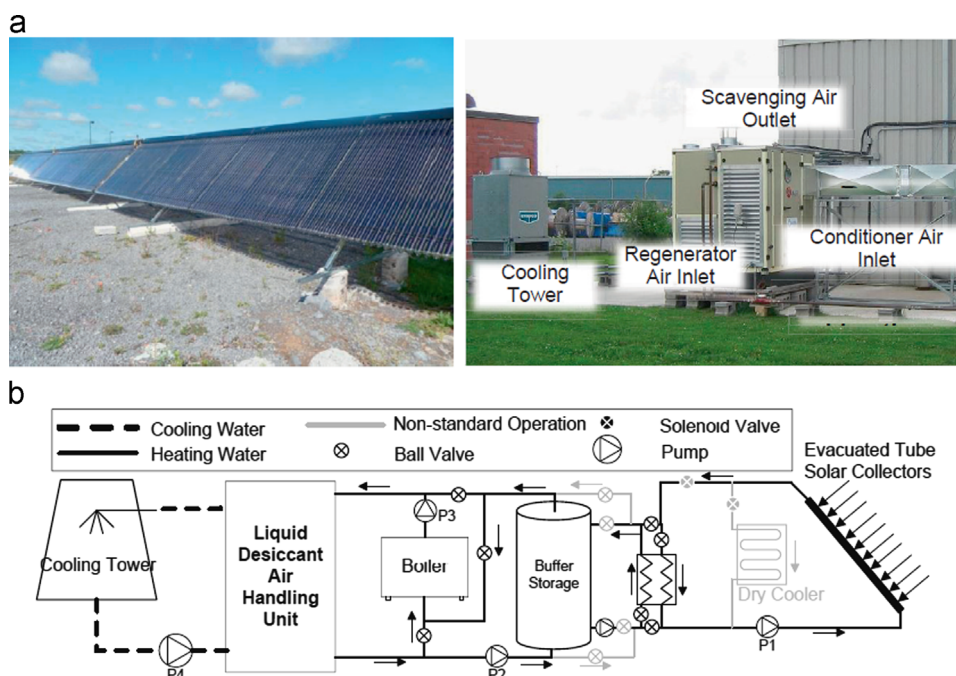 a
Scavenging Air
Outlet
Cooling
Tower
Regenerator
Air Inlet
Conditioner Air
Inlet
b
Cooling Water
Heating Water
Non-standard Operation
Ball Valve
Solenoid Valve
Pump
Evacuated Tube
Solar Collectors
Cooling Tower
P4
Liquid
Desiccant
Air
Handling
Unit
P3
Boiler
P2
Buffer
Storage
Dry Cooler
P1